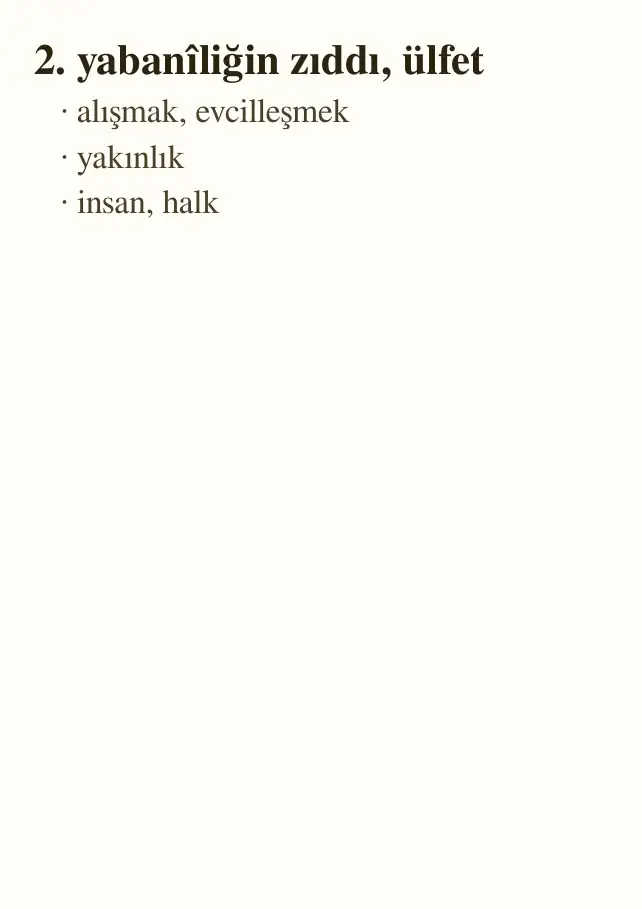 2. yabanîliğin zıddı, ülfet
· alışmak, evcilleşmek
· yakınlık
· insan, halk